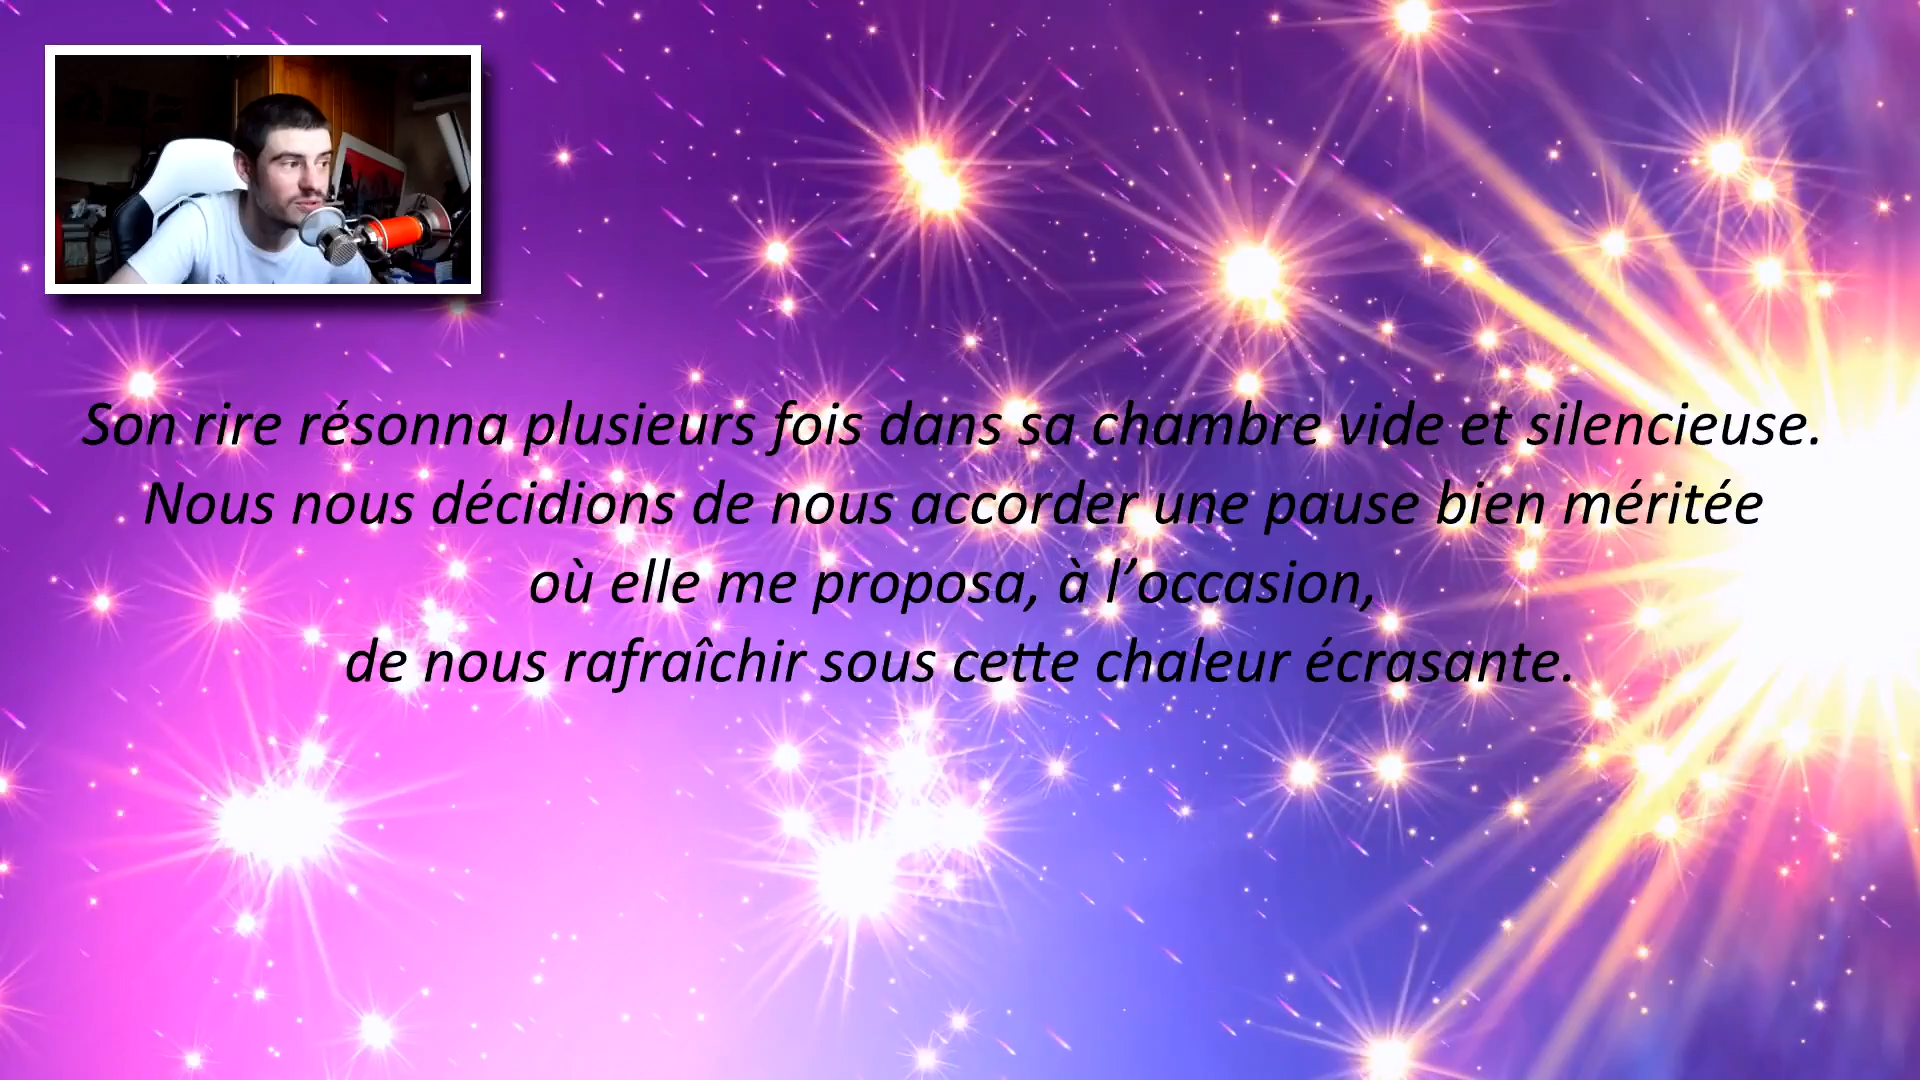 Son rire résonna plusieurs fois dans sa chambre vide et silencieuse.
Nous nous décidions de nous accorder une pause bien méritée
où elle me proposa, à l’occasion,
de nous rafraîchir sous cette chaleur écrasante.